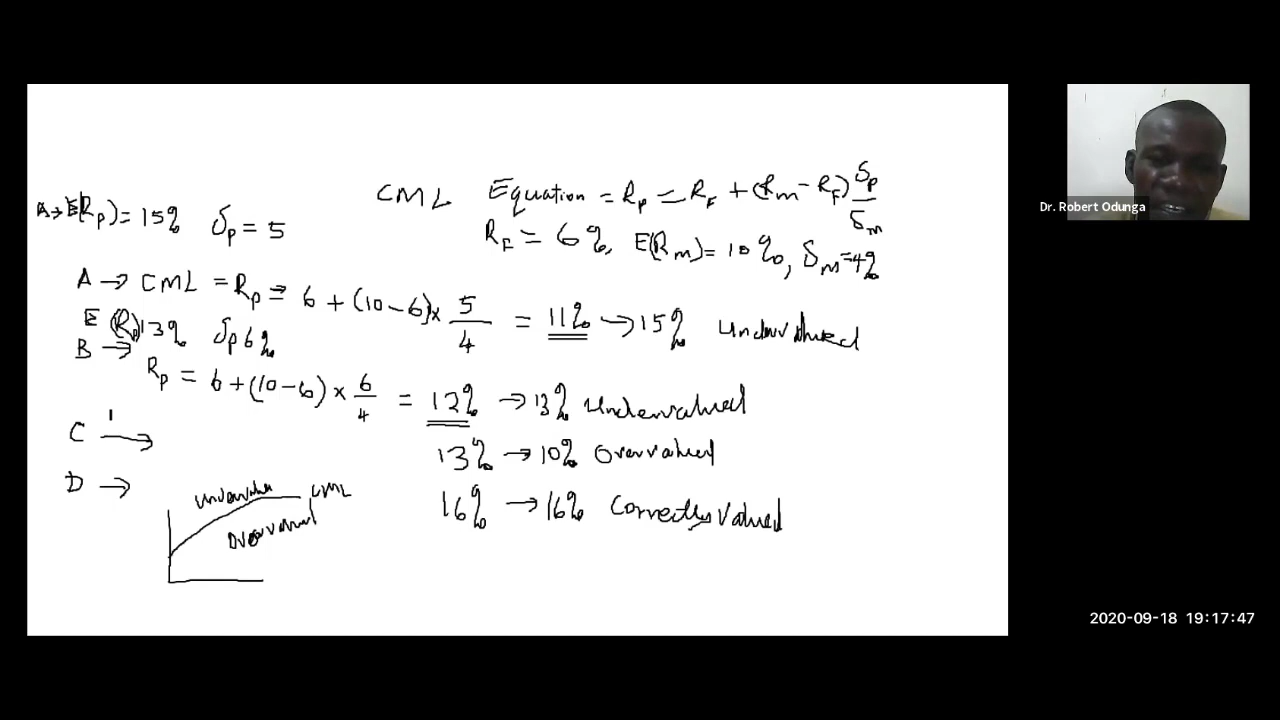 CML Equation = Rp = RF + (Rm - RF) δp/δm
A → E(Rp) = 15% δp = 5
RF = 6%, E(Rm) = 10%, δm = 4%
A → CML = Rp = 6 + (10-6) × 5/4 = 11% → 15% undervalued
E(Rp) 13% δp 6%
B →
Rp = 6 + (10-6) × 6/4 = 12% → 13% undervalued
C → 13% → 10% Overvalued
D → 16% → 16% Correctly Valued
undervalue CML
Overvalued
Dr. Robert Odunga
2020-09-18 19:17:47